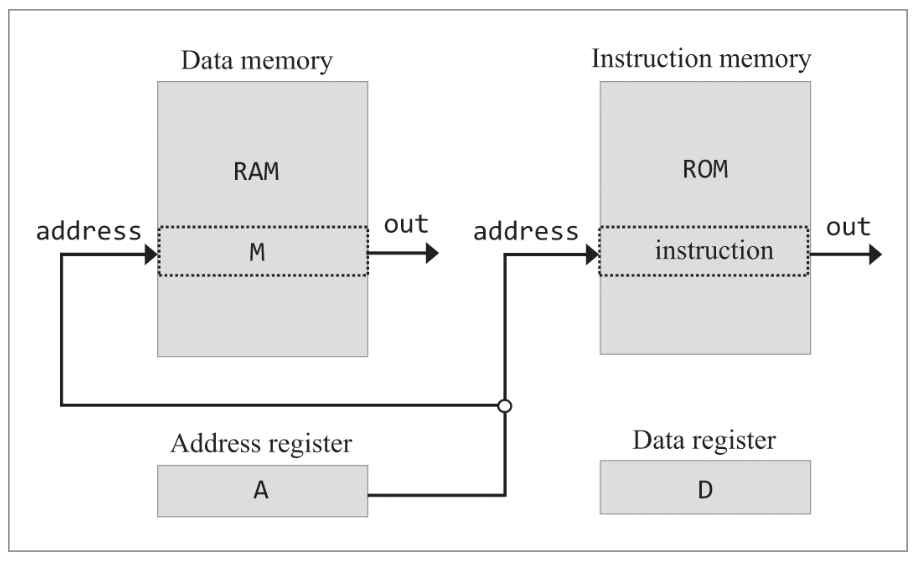 Data memory
RAM
address
M
out
Instruction memory
ROM
address
instruction
out
Address register
A
Data register
D